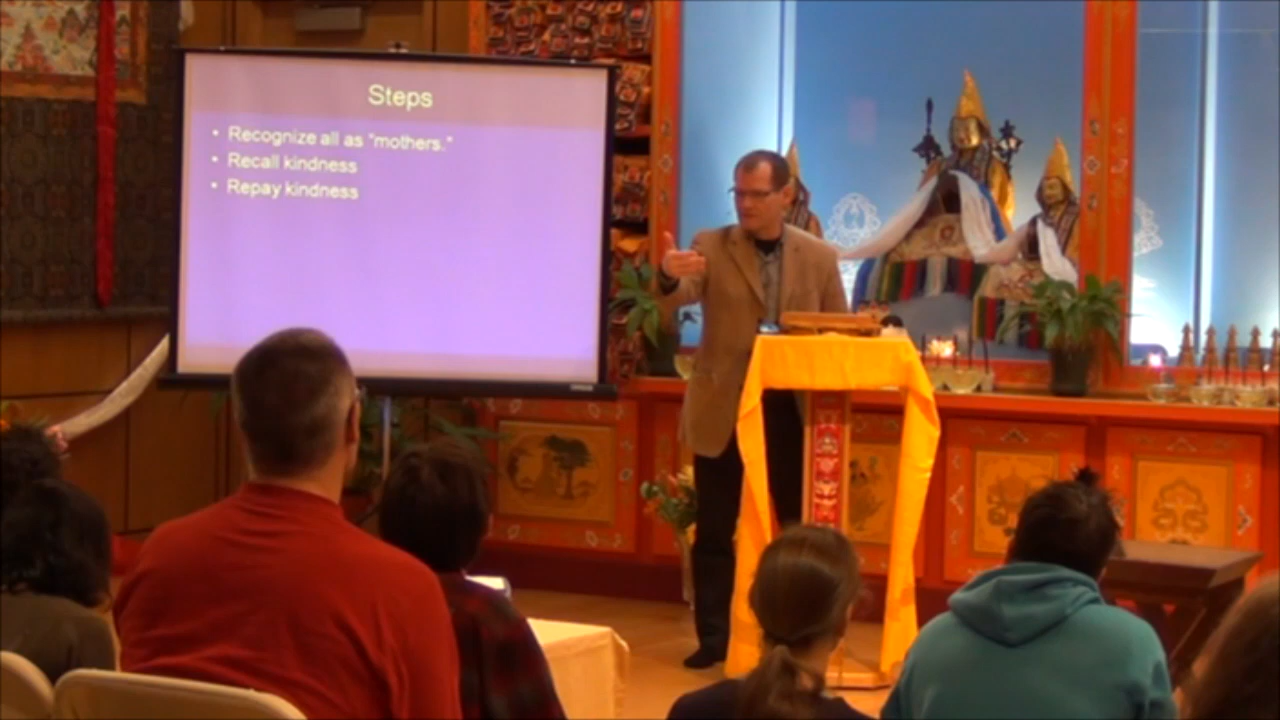 Steps
• Recognize all as "mothers."
• Recall kindness
• Repay kindness